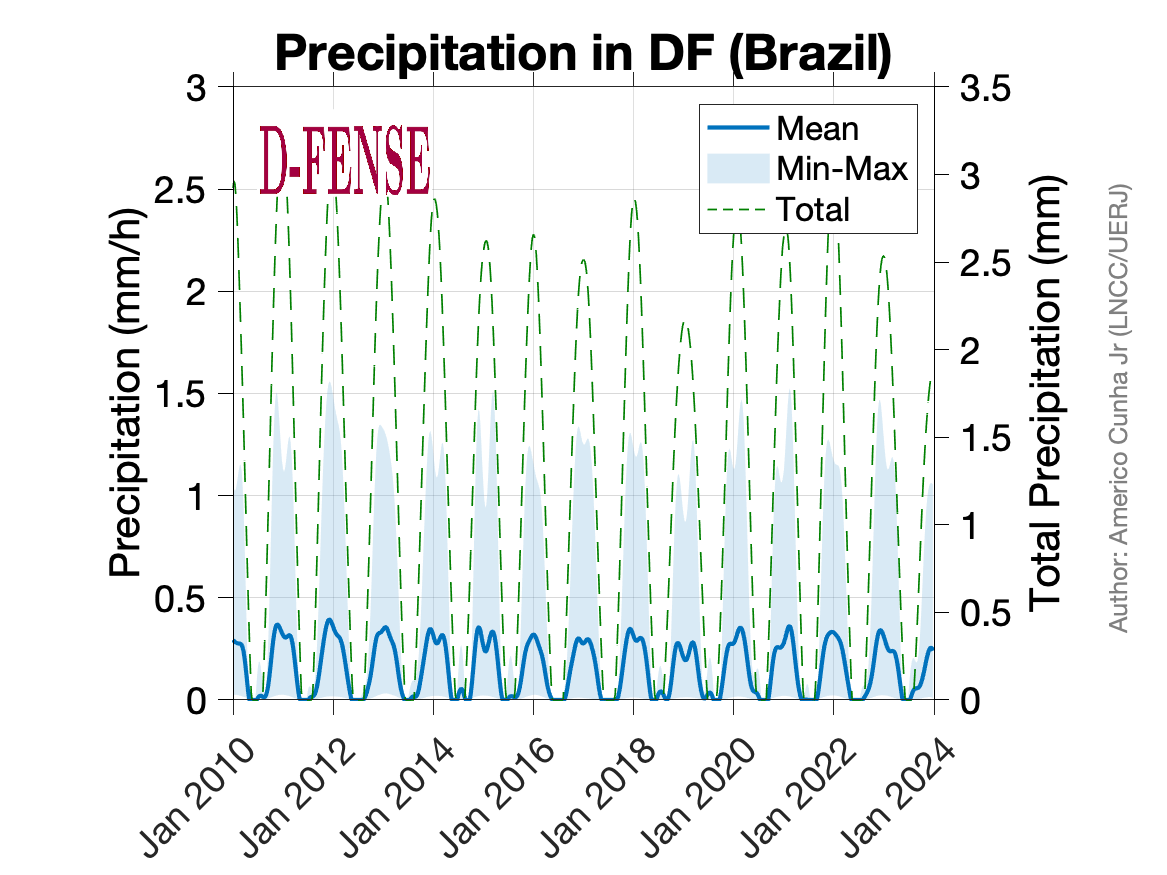 Precipitation in DF (Brazil)
D-FENSE
Mean
Min-Max
Total
Precipitation (mm/h)
3
2.5
2
1.5
1
0.5
0
3.5
3
2.5
2
1.5
1
0.5
0
Total Precipitation (mm)
Author: Americo Cunha Jr (LNCC/UERJ)
Jan 2010
Jan 2012
Jan 2014
Jan 2016
Jan 2018
Jan 2020
Jan 2022
Jan 2024